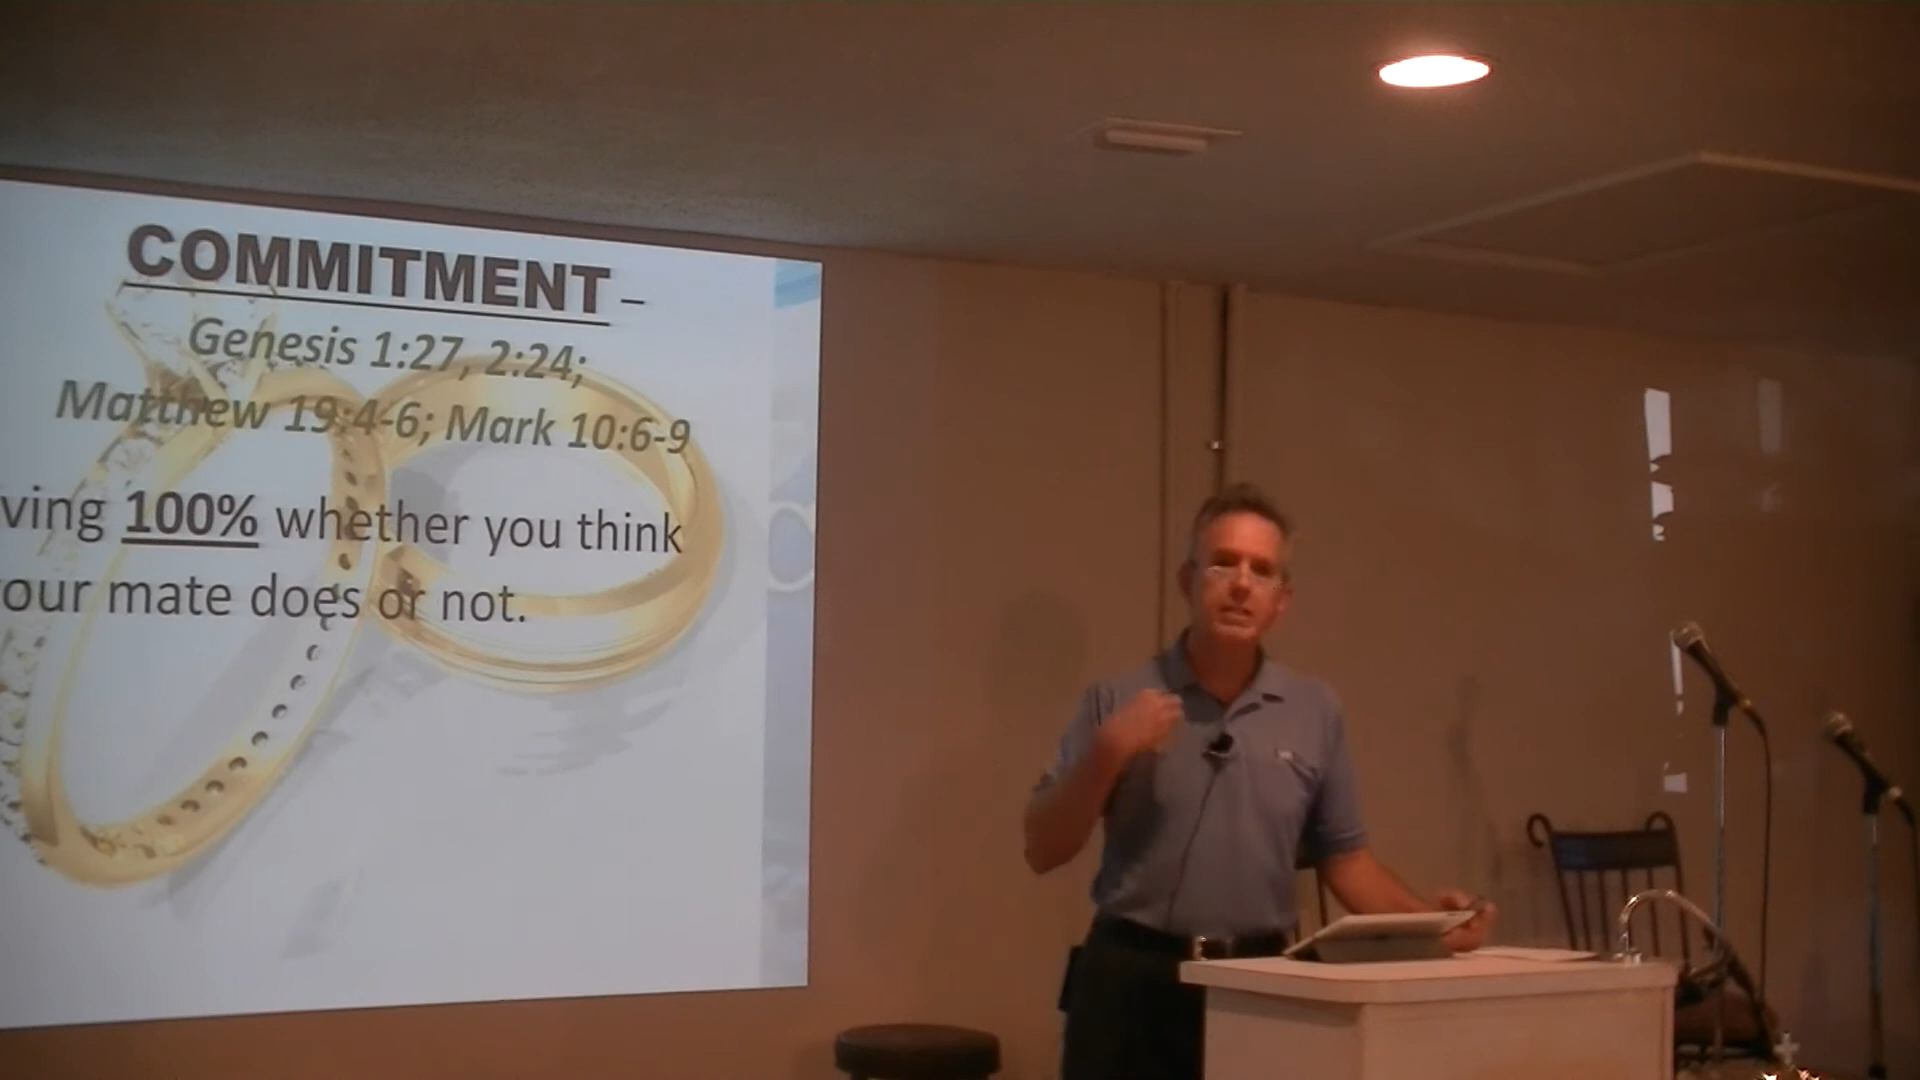 COMMITMENT –
Genesis 1:27, 2:24;
Matthew 19:4-6; Mark 10:6-9
ving 100% whether you think
our mate does or not.